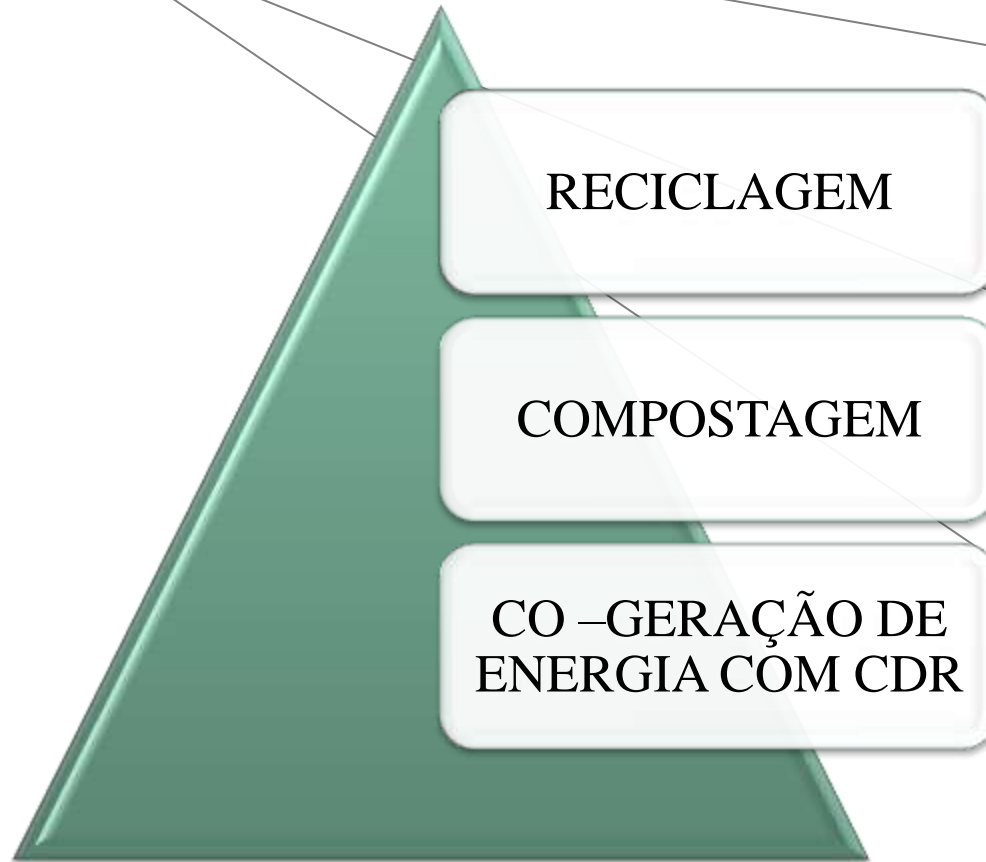 RECICLAGEM
COMPOSTAGEM
CO –GERAÇÃO DE
ENERGIA COM CDR